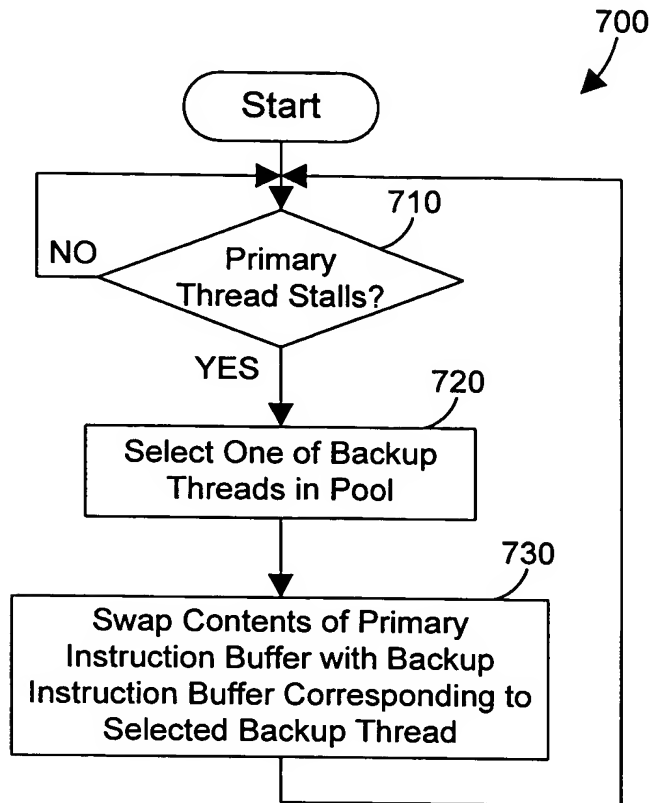 700
Start
710
NO
Primary
Thread Stalls?
YES
720
Select One of Backup
Threads in Pool
730
Swap Contents of Primary
Instruction Buffer with Backup
Instruction Buffer Corresponding to
Selected Backup Thread